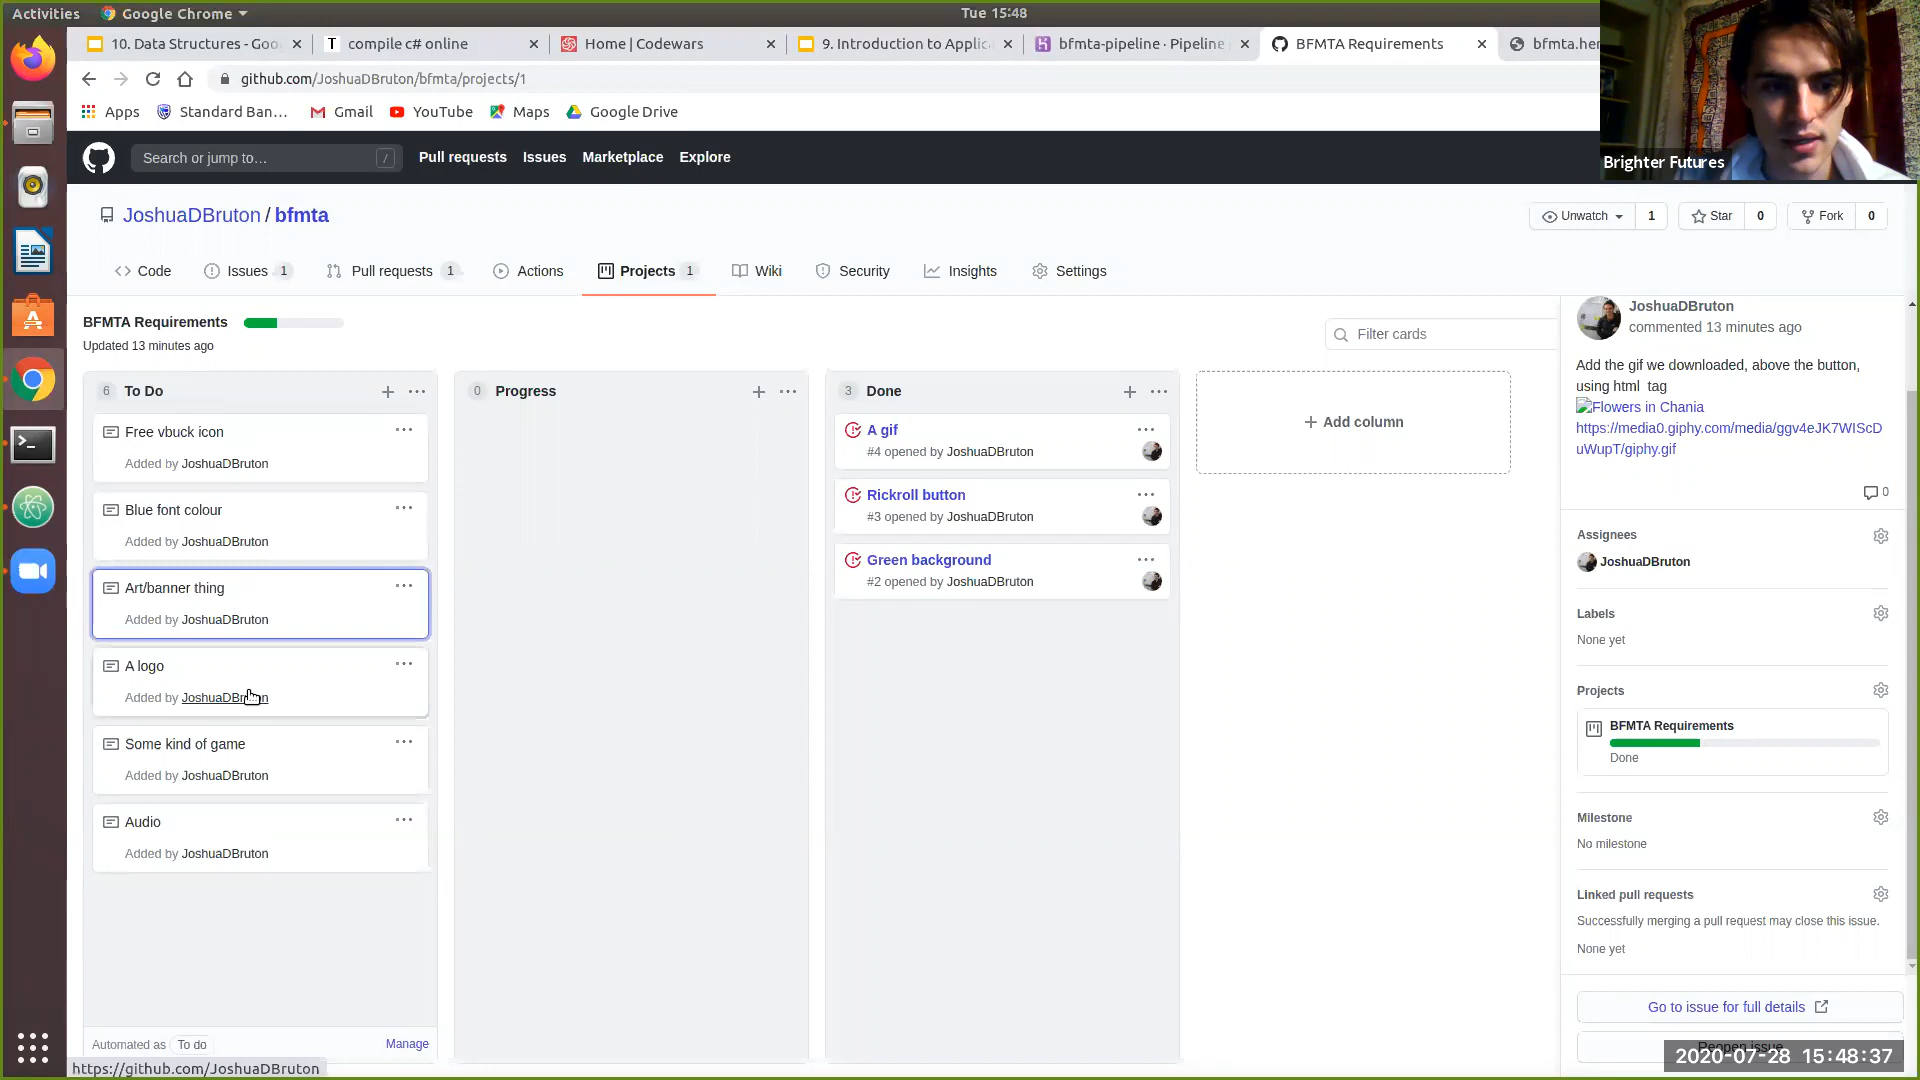 Activities
Google Chrome
Tue 15:48
10. Data Structures - Goo
compile c# online
Home | Codewars
9. Introduction to Applic
bfmta-pipeline · Pipeline
BFMTA Requirements
bfmta.her
github.com/JoshuaDBruton/bfmta/projects/1
Apps
Standard Ban...
Gmail
YouTube
Maps
Google Drive
Brighter Futures
Search or jump to...
/
Pull requests
Issues
Marketplace
Explore
JoshuaDBruton / bfmta
Unwatch 1
Star 0
Fork 0
Code
Issues 1
Pull requests 1
Actions
Projects 1
Wiki
Security
Insights
Settings
BFMTA Requirements
Updated 13 minutes ago
Filter cards
6 To Do
Free vbuck icon
Added by JoshuaDBruton
Blue font colour
Added by JoshuaDBruton
Art/banner thing
Added by JoshuaDBruton
A logo
Added by JoshuaDBruton
Some kind of game
Added by JoshuaDBruton
Audio
Added by JoshuaDBruton
Automated as To do
Manage
0 Progress
3 Done
A gif
#4 opened by JoshuaDBruton
Rickroll button
#3 opened by JoshuaDBruton
Green background
#2 opened by JoshuaDBruton
+ Add column
JoshuaDBruton
commented 13 minutes ago
Add the gif we downloaded, above the button,
using html tag
Flowers in Chania
https://media0.giphy.com/media/ggv4eJK7WIScD
uWupT/giphy.gif
0
Assignees
JoshuaDBruton
Labels
None yet
Projects
BFMTA Requirements
Done
Milestone
No milestone
Linked pull requests
Successfully merging a pull request may close this issue.
None yet
Go to issue for full details
Reopen issue
2020-07-28 15:48:37
https://github.com/JoshuaDBruton